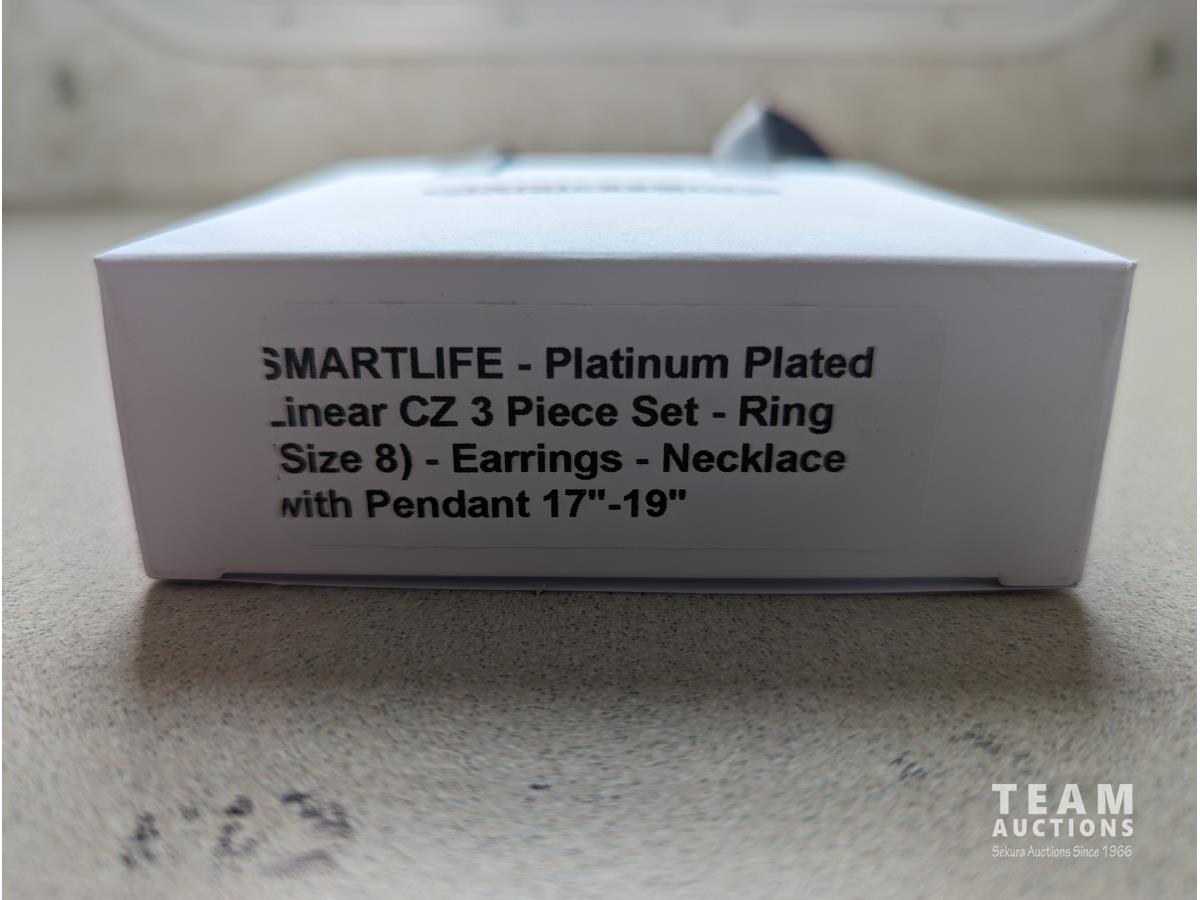 SMARTLIFE - Platinum Plated
Linear CZ 3 Piece Set - Ring
(Size 8) - Earrings - Necklace
with Pendant 17"-19"
TEAM
AUCTIONS
Sekura Auctions Since 1966